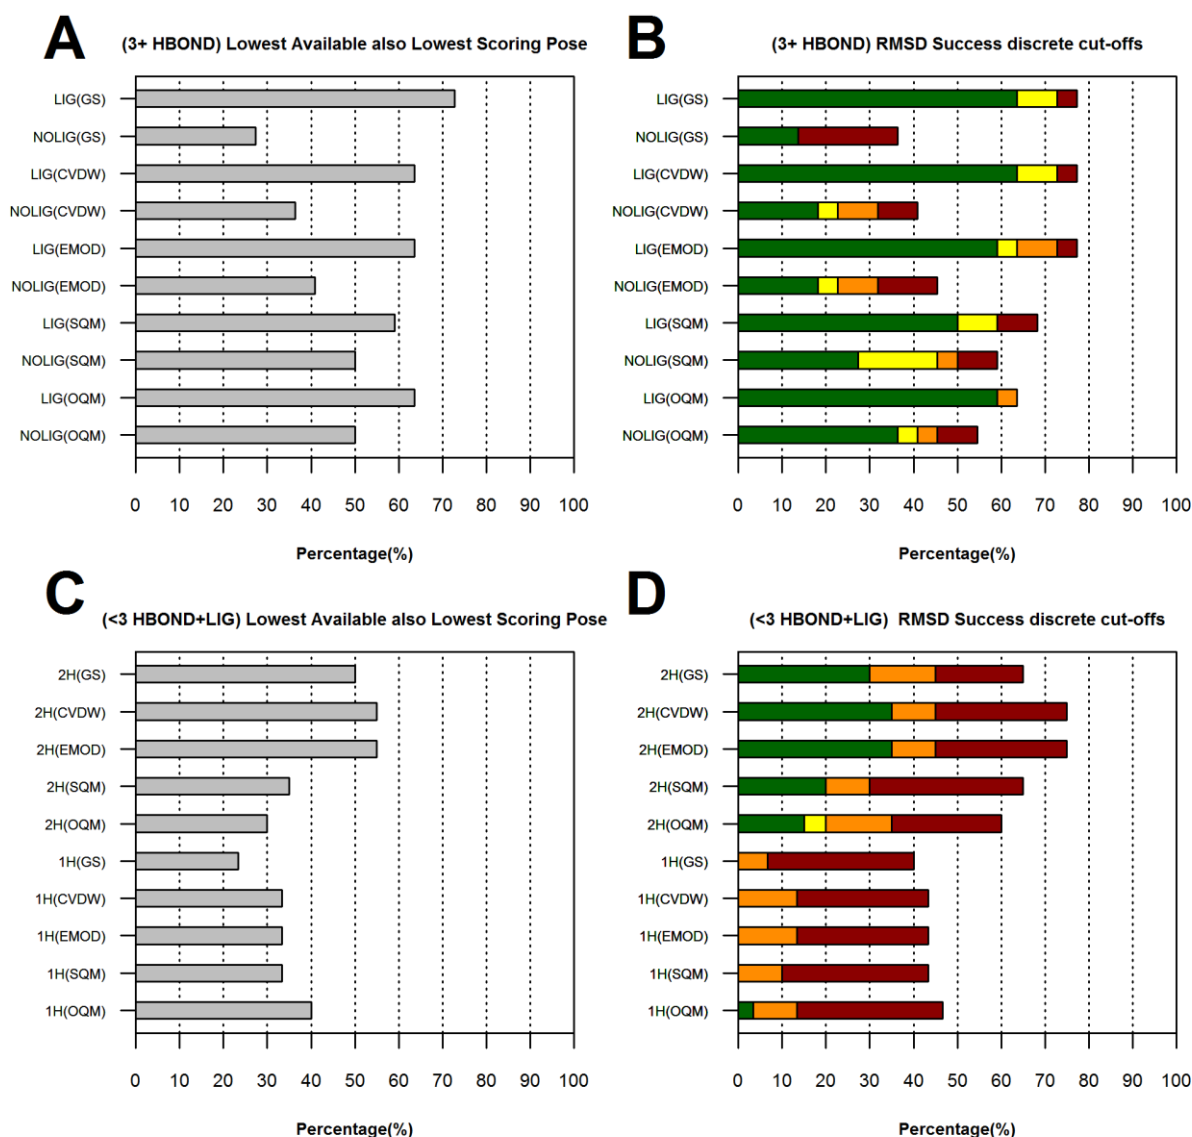 A
(3+ HBOND) Lowest Available also Lowest Scoring Pose
LIG(GS)
NOLIG(GS)
LIG(CVDW)
NOLIG(CVDW)
LIG(EMOD)
NOLIG(EMOD)
LIG(SQM)
NOLIG(SQM)
LIG(OQM)
NOLIG(OQM)
0 10 20 30 40 50 60 70 80 90 100
Percentage(%)
B
(3+ HBOND) RMSD Success discrete cut-offs
LIG(GS)
NOLIG(GS)
LIG(CVDW)
NOLIG(CVDW)
LIG(EMOD)
NOLIG(EMOD)
LIG(SQM)
NOLIG(SQM)
LIG(OQM)
NOLIG(OQM)
0 10 20 30 40 50 60 70 80 90 100
Percentage(%)
C
(<3 HBOND+LIG) Lowest Available also Lowest Scoring Pose
2H(GS)
2H(CVDW)
2H(EMOD)
2H(SQM)
2H(OQM)
1H(GS)
1H(CVDW)
1H(EMOD)
1H(SQM)
1H(OQM)
0 10 20 30 40 50 60 70 80 90 100
Percentage(%)
D
(<3 HBOND+LIG) RMSD Success discrete cut-offs
2H(GS)
2H(CVDW)
2H(EMOD)
2H(SQM)
2H(OQM)
1H(GS)
1H(CVDW)
1H(EMOD)
1H(SQM)
1H(OQM)
0 10 20 30 40 50 60 70 80 90 100
Percentage(%)